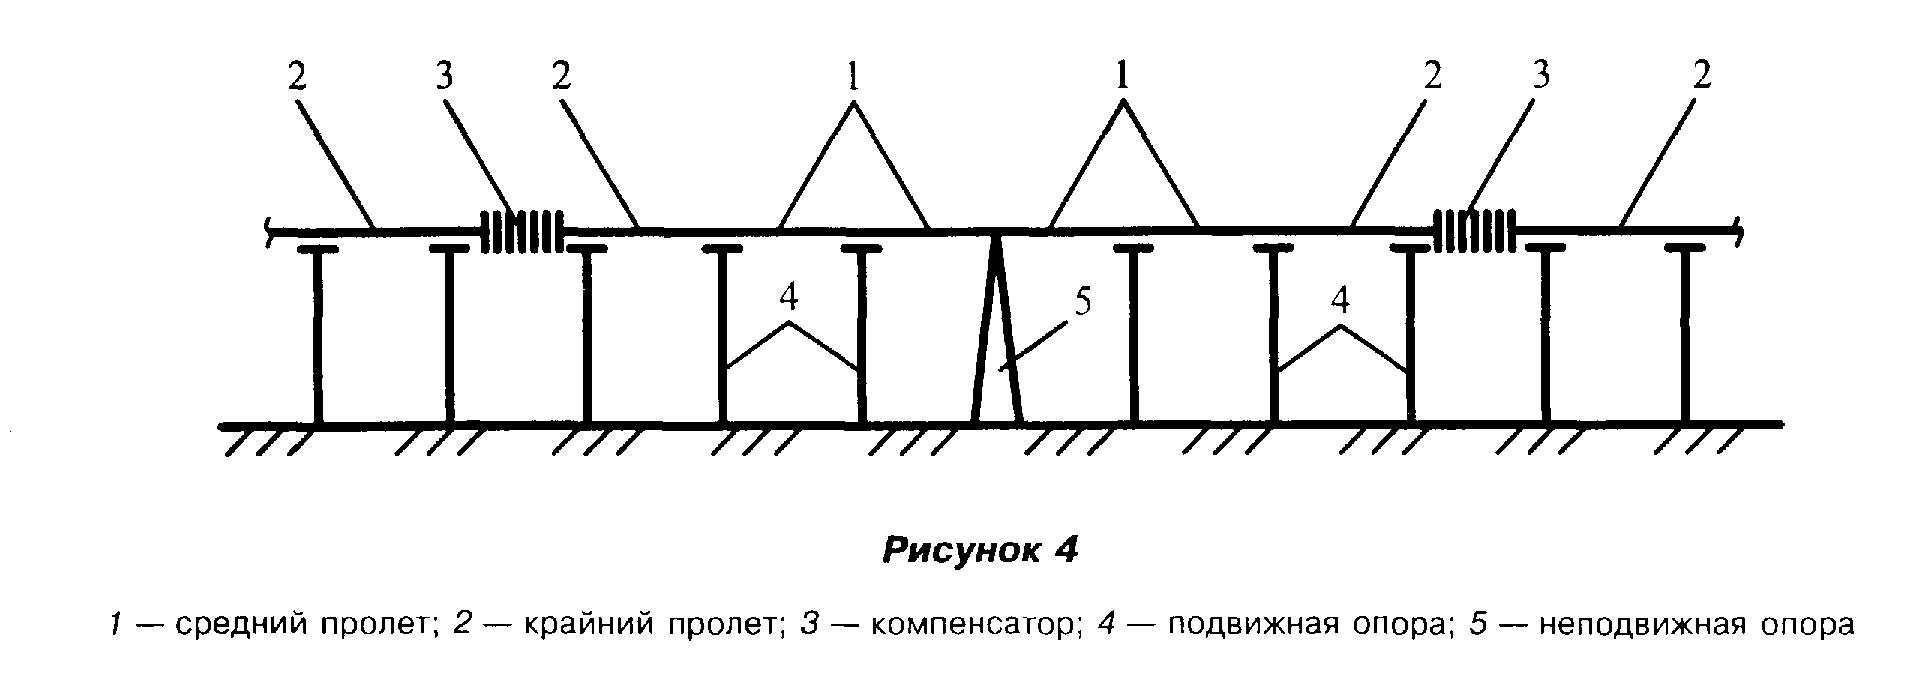 2 3 2 1 1 2 3 2
4 5 4
Рисунок 4
1 — средний пролет; 2 — крайний пролет; 3 — компенсатор; 4 — подвижная опора; 5 — неподвижная опора